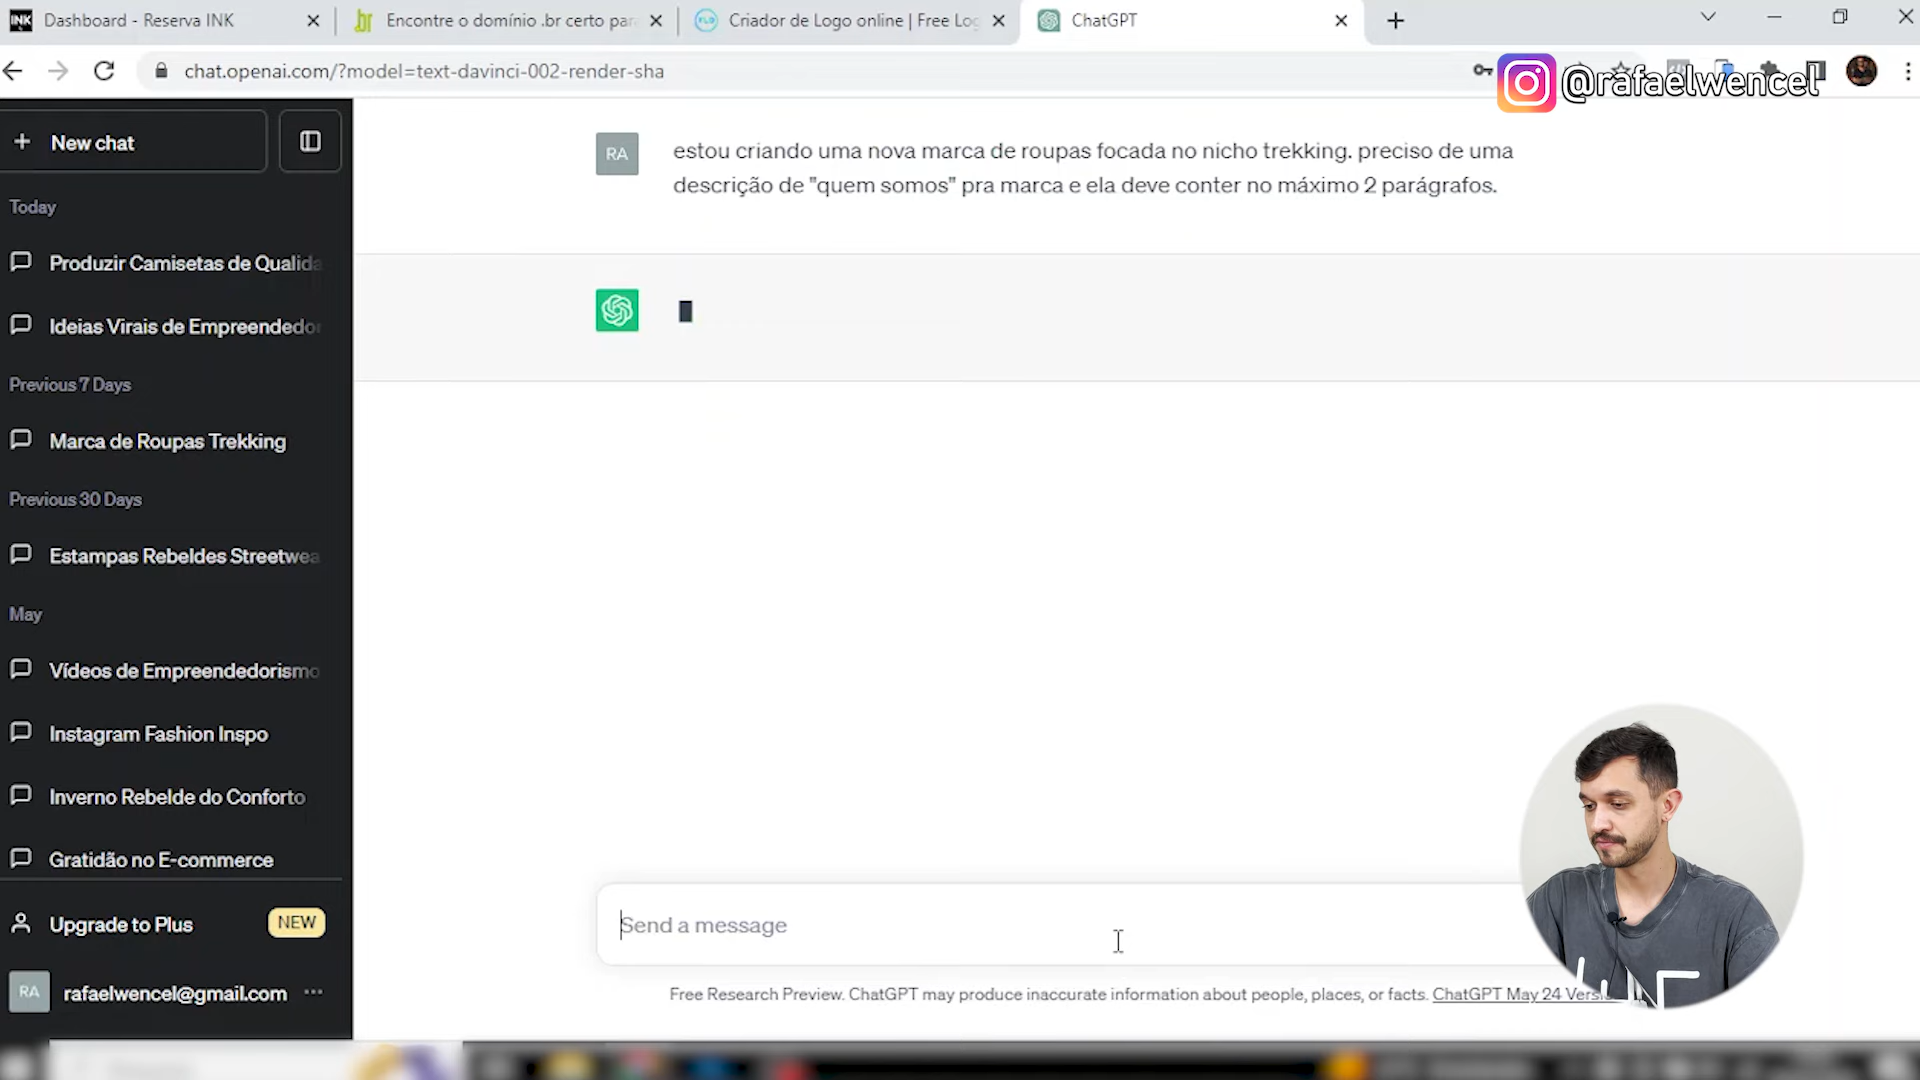 Dashboard - Reserva INK
Encontre o domínio .br certo par
Criador de Logo online | Free Log
ChatGPT
chat.openai.com/?model=text-davinci-002-render-sha
@rafaelwencel
New chat
Today
Produzir Camisetas de Qualida
Ideias Virais de Empreendedor
Previous 7 Days
Marca de Roupas Trekking
Previous 30 Days
Estampas Rebeldes Streetwea
May
Vídeos de Empreendedorismo
Instagram Fashion Inspo
Inverno Rebelde do Conforto
Gratidão no E-commerce
Upgrade to Plus
NEW
RA
rafaelwencel@gmail.com
RA
estou criando uma nova marca de roupas focada no nicho trekking. preciso de uma
descrição de "quem somos" pra marca e ela deve conter no máximo 2 parágrafos.
Send a message
Free Research Preview. ChatGPT may produce inaccurate information about people, places, or facts. ChatGPT May 24 Versi